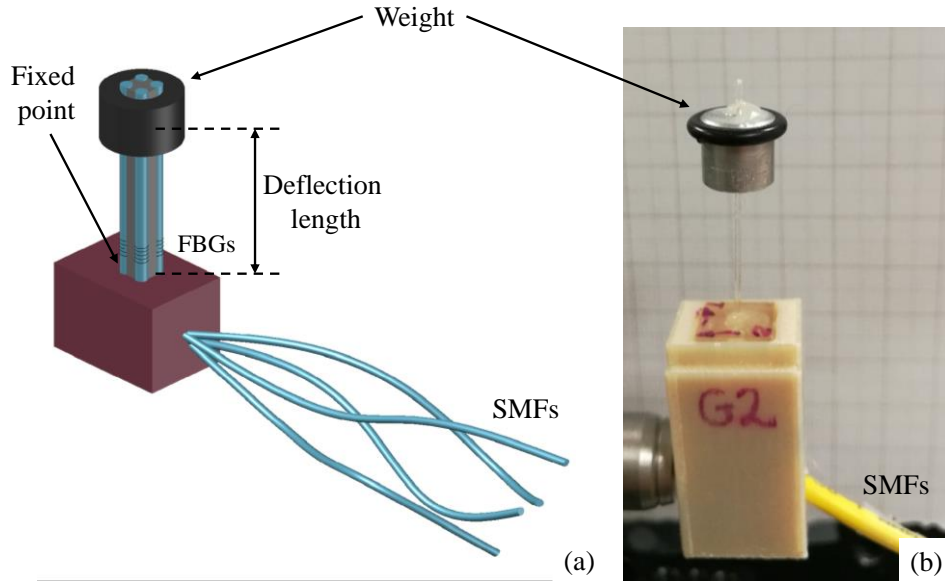 Weight
Fixed
point
Deflection
length
FBGs
SMFs
(a)
G2
SMFs
(b)